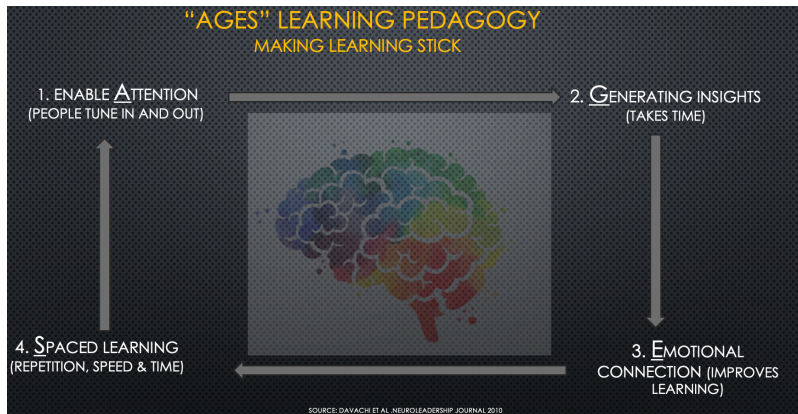 “AGES” LEARNING PEDAGOGY
MAKING LEARNING STICK
1. ENABLE ATTENTION
(PEOPLE TUNE IN AND OUT)
2. GENERATING INSIGHTS
(TAKES TIME)
4. SPACED LEARNING
(REPETITION, SPEED & TIME)
3. EMOTIONAL
CONNECTION (IMPROVES
LEARNING)
SOURCE: DAVACHI ET AL .NEUROLEADERSHIP JOURNAL 2010